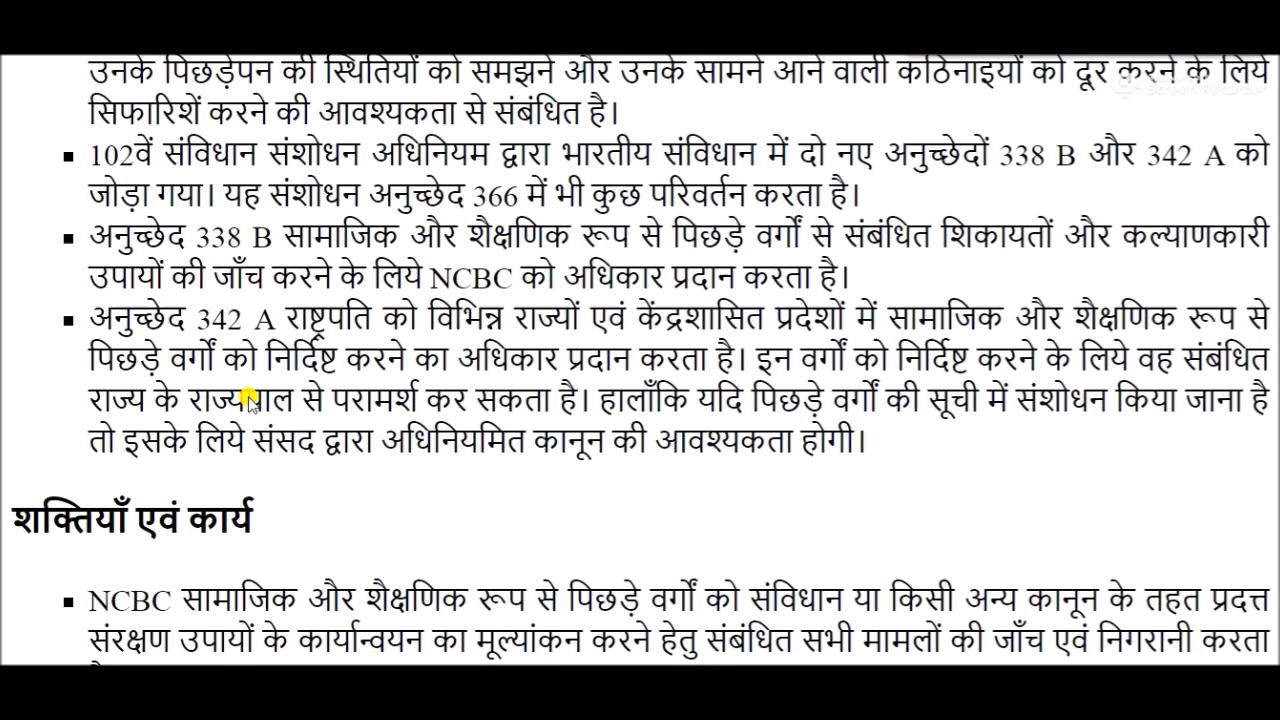 उनके पिछड़ेपन की स्थितियों को समझने और उनके सामने आने वाली कठिनाइयों को दूर करने के लिये
सिफारिशें करने की आवश्यकता से संबंधित है।
▪ 102वें संविधान संशोधन अधिनियम द्वारा भारतीय संविधान में दो नए अनुच्छेदों 338 B और 342 A को
जोड़ा गया। यह संशोधन अनुच्छेद 366 में भी कुछ परिवर्तन करता है।
▪ अनुच्छेद 338 B सामाजिक और शैक्षणिक रूप से पिछड़े वर्गों से संबंधित शिकायतों और कल्याणकारी
उपायों की जाँच करने के लिये NCBC को अधिकार प्रदान करता है।
▪ अनुच्छेद 342 A राष्ट्रपति को विभिन्न राज्यों एवं केंद्रशासित प्रदेशों में सामाजिक और शैक्षणिक रूप से
पिछड़े वर्गों को निर्दिष्ट करने का अधिकार प्रदान करता है। इन वर्गों को निर्दिष्ट करने के लिये वह संबंधित
राज्य के राज्यपाल से परामर्श कर सकता है। हालाँकि यदि पिछड़े वर्गों की सूची में संशोधन किया जाना है
तो इसके लिये संसद द्वारा अधिनियमित कानून की आवश्यकता होगी।
शक्तियाँ एवं कार्य
▪ NCBC सामाजिक और शैक्षणिक रूप से पिछड़े वर्गों को संविधान या किसी अन्य कानून के तहत प्रदत्त
संरक्षण उपायों के कार्यान्वयन का मूल्यांकन करने हेतु संबंधित सभी मामलों की जाँच एवं निगरानी करता